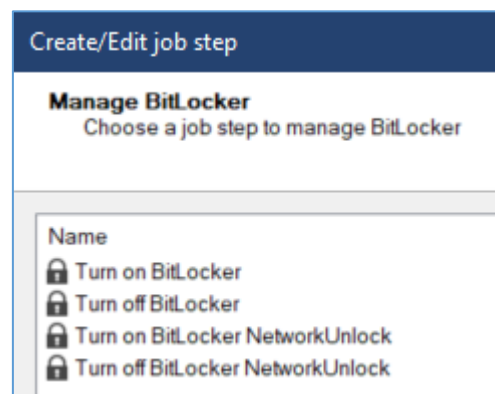 Create/Edit job step
Manage BitLocker
Choose a job step to manage BitLocker
Name
Turn on BitLocker
Turn off BitLocker
Turn on BitLocker NetworkUnlock
Turn off BitLocker NetworkUnlock